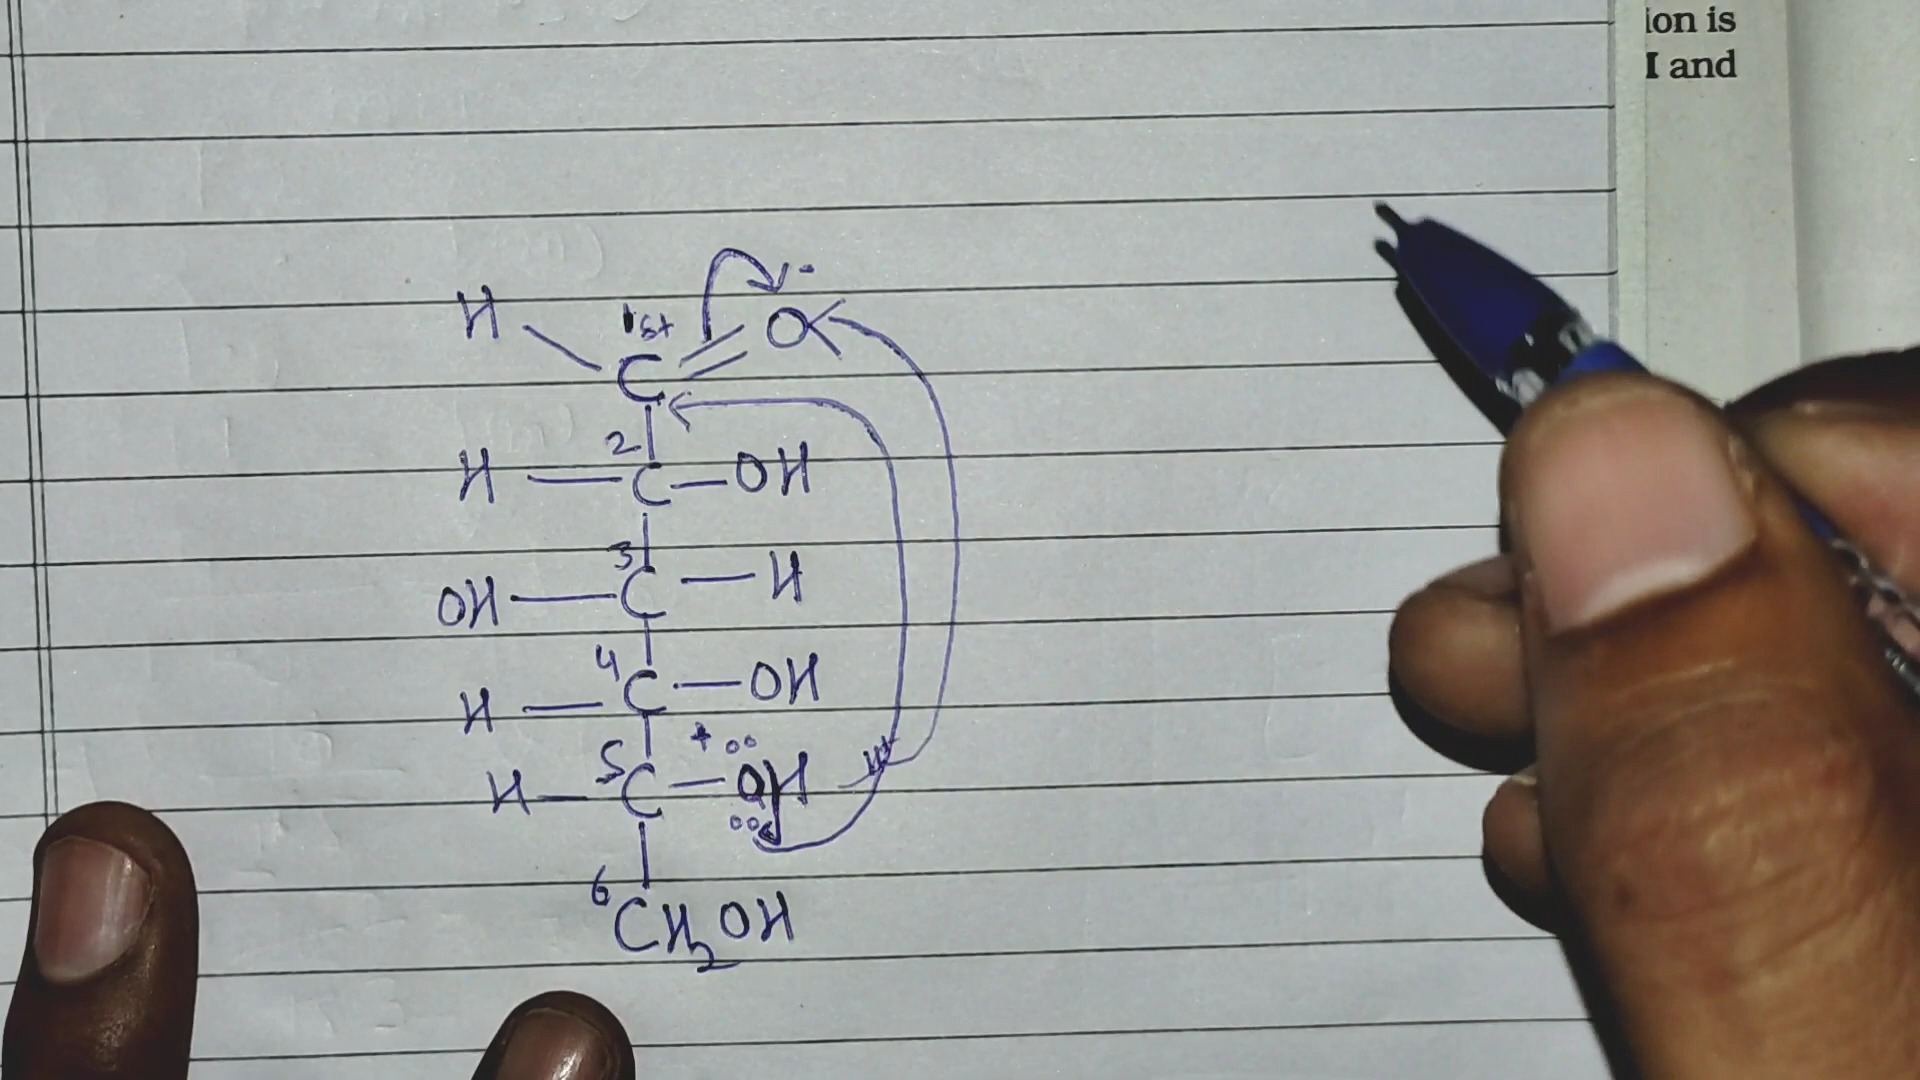 ion is
I and
H 1st C = O -
2
H — C — OH
3
OH — C — H
4
H — C — OH
+
5
H — C — OH H+
6
CH2OH